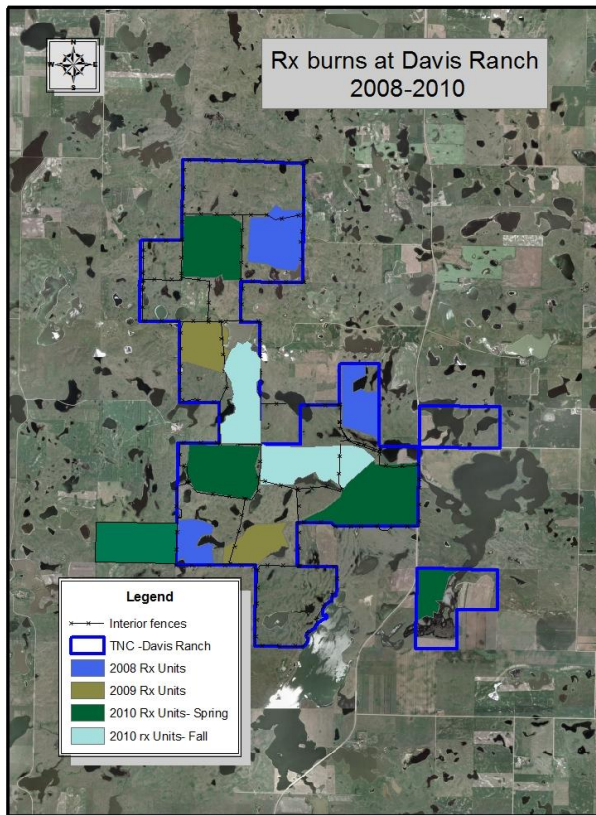 Rx burns at Davis Ranch
2008-2010
N
W
E
S
Legend
Interior fences
TNC -Davis Ranch
2008 Rx Units
2009 Rx Units
2010 Rx Units- Spring
2010 rx Units- Fall